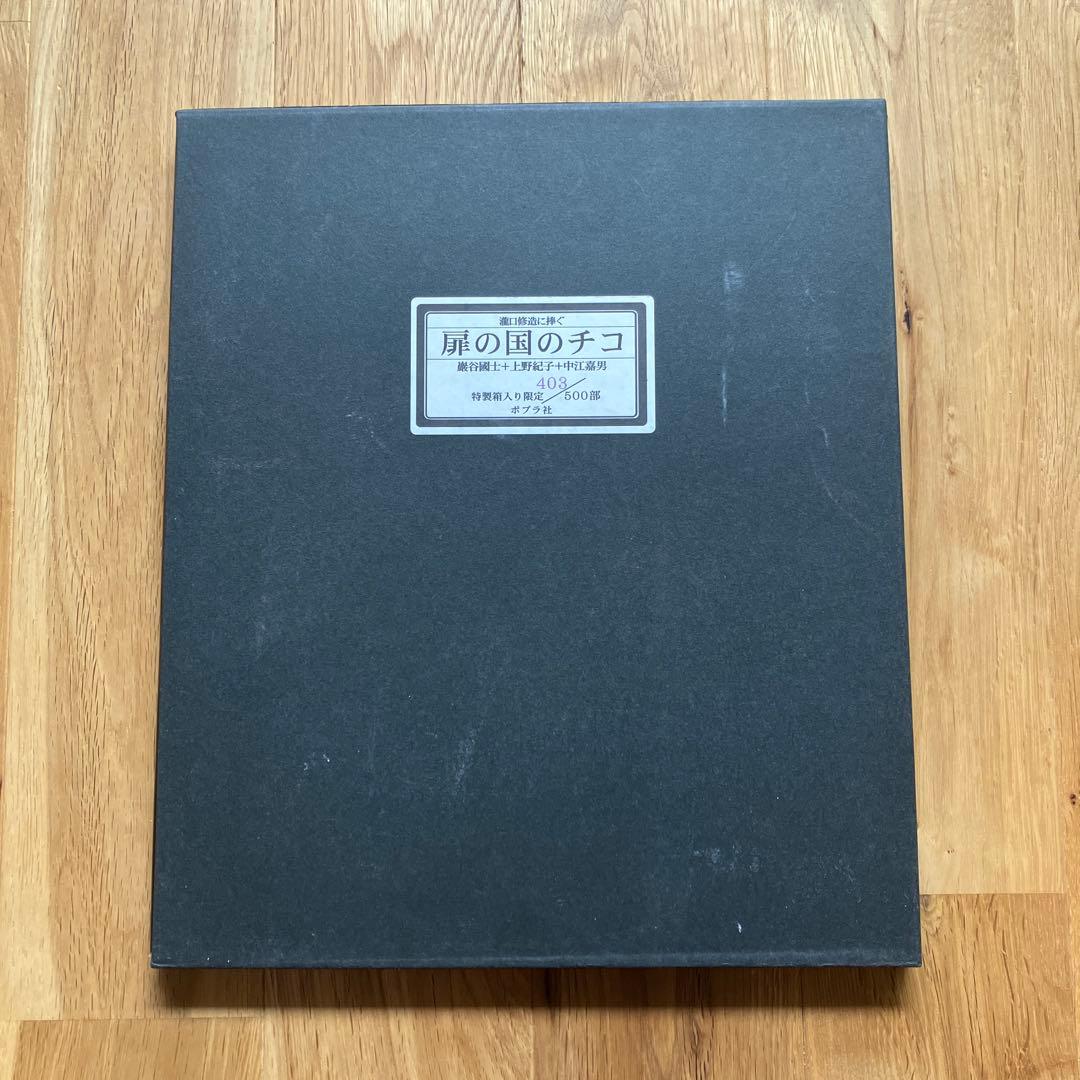 瀧口修造に捧ぐ
扉の国のチコ
巖谷國士+上野紀子+中江嘉男
特製箱入り限定 403/500部
ポプラ社